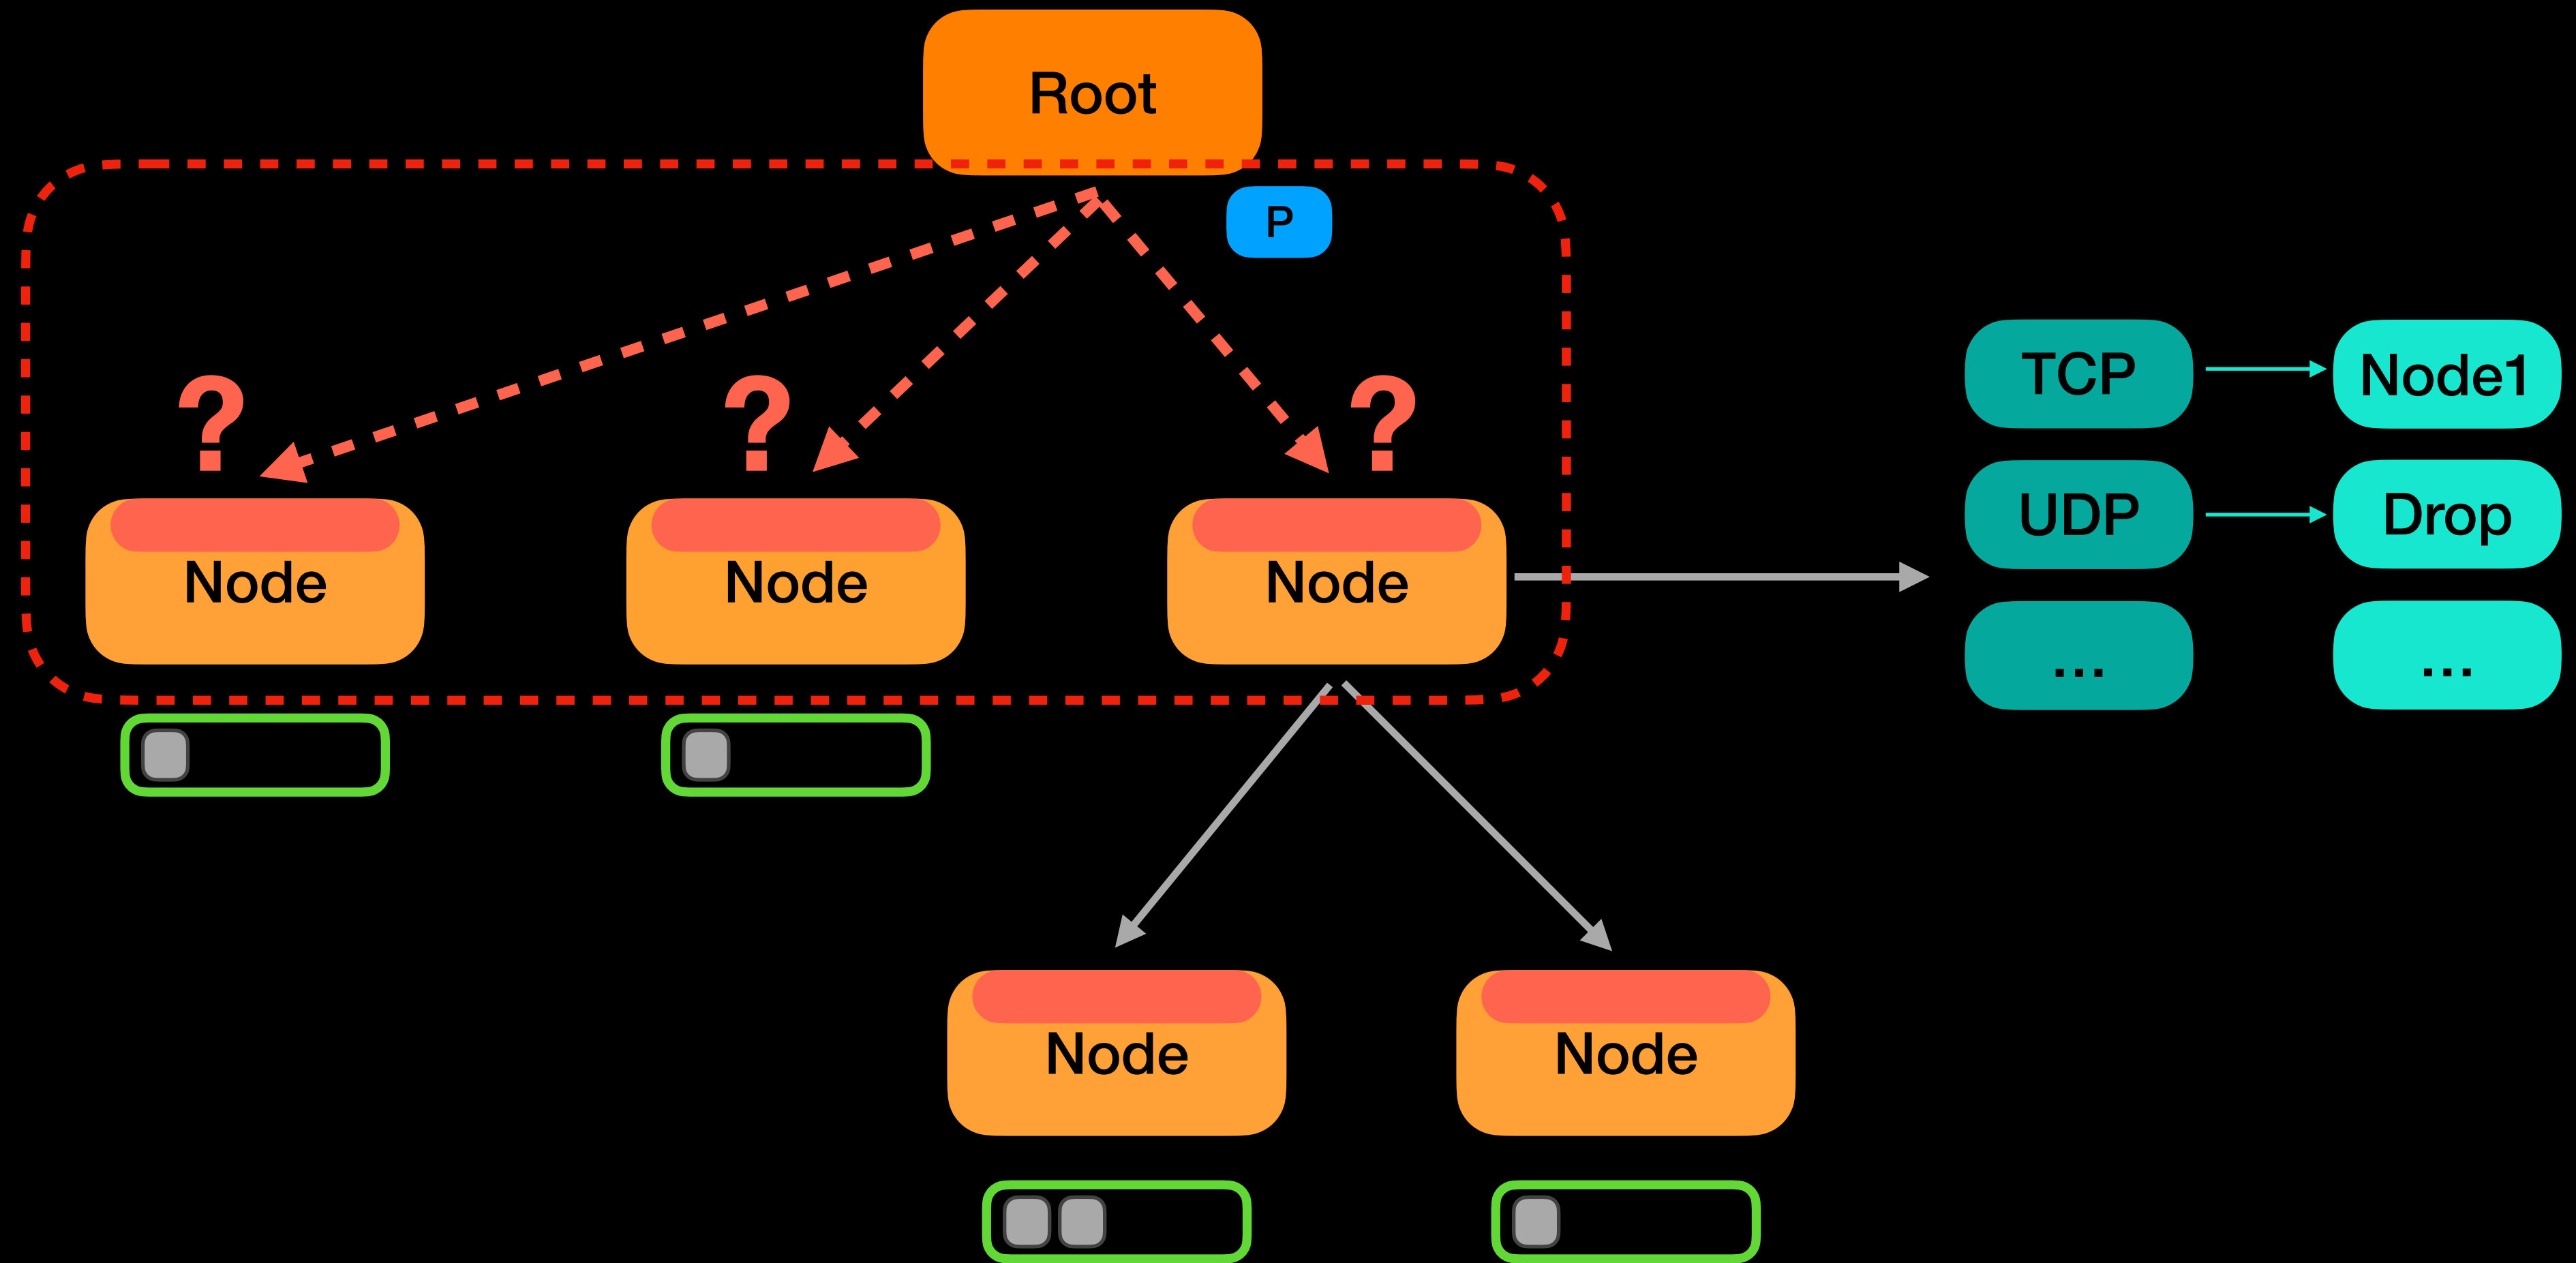 Root
P
?
?
?
Node
Node
Node
TCP
Node1
UDP
Drop
...
...
Node
Node